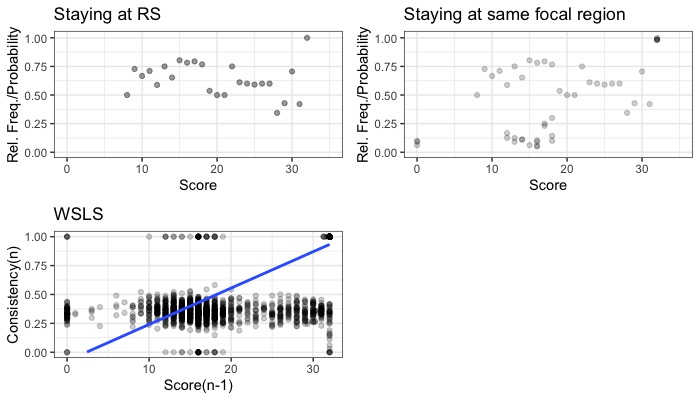 Staying at RS
Rel. Freq./Probability
1.00
0.75
0.50
0.25
0.00
0 10 20 30
Score
Staying at same focal region
Rel. Freq./Probability
1.00
0.75
0.50
0.25
0.00
0 10 20 30
Score
WSLS
Consistency(n)
1.00
0.75
0.50
0.25
0.00
0 10 20 30
Score(n-1)